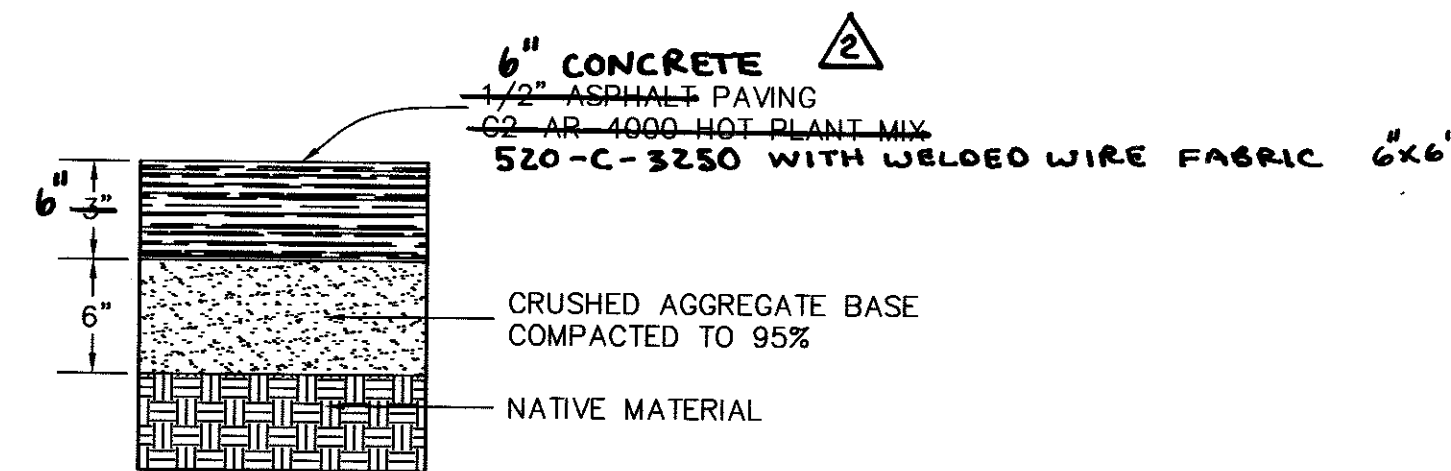 6" CONCRETE 2
1/2" ASPHALT PAVING
C2 AR-4000 HOT PLANT MIX
520-C-3250 WITH WELDED WIRE FABRIC 6"X6"
6" 3"
6"
CRUSHED AGGREGATE BASE
COMPACTED TO 95%
NATIVE MATERIAL